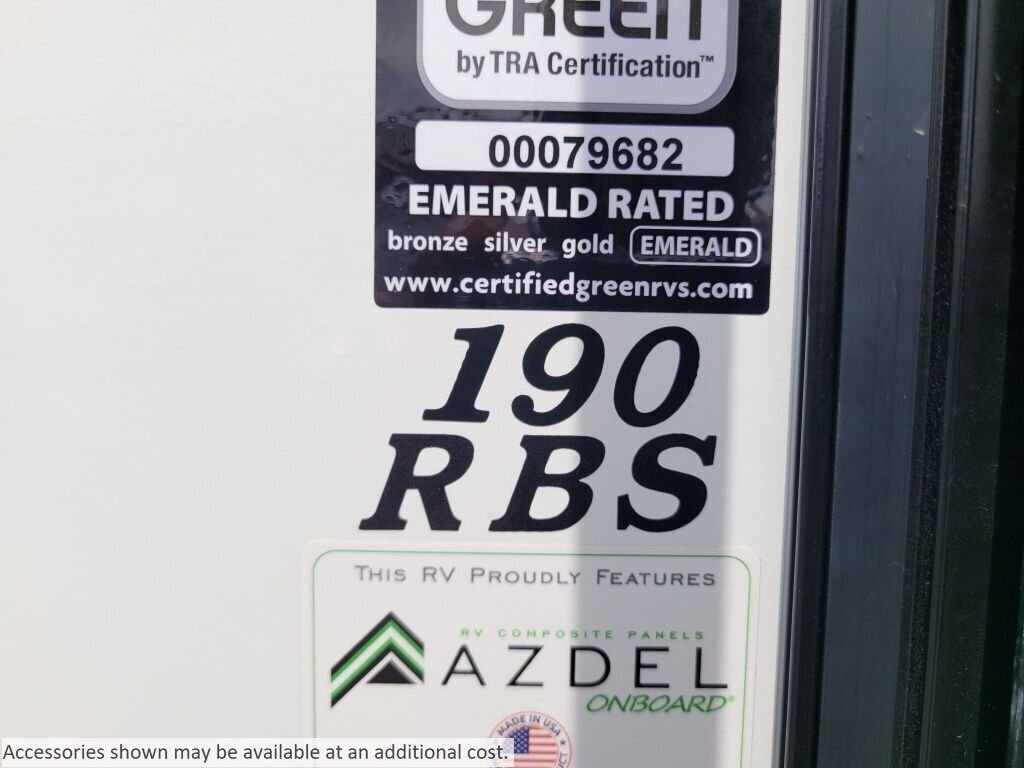 GREEN
by TRA Certification™
00079682
EMERALD RATED
bronze silver gold EMERALD
www.certifiedgreenrvs.com
190
RBS
THIS RV PROUDLY FEATURES
RV COMPOSITE PANELS
AZDEL
ONBOARD®
MADE IN USA
Accessories shown may be available at an additional cost.